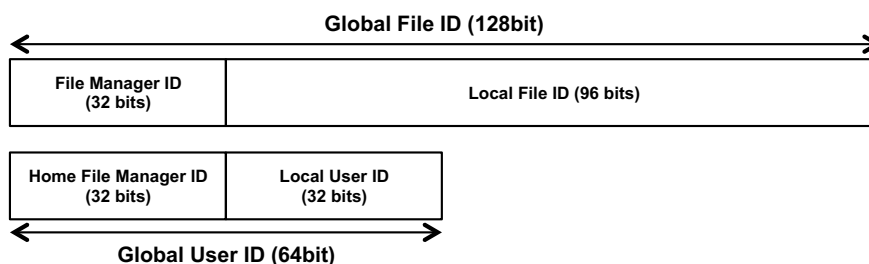 Global File ID (128bit)
File Manager ID
(32 bits)
Local File ID (96 bits)
Home File Manager ID
(32 bits)
Local User ID
(32 bits)
Global User ID (64bit)